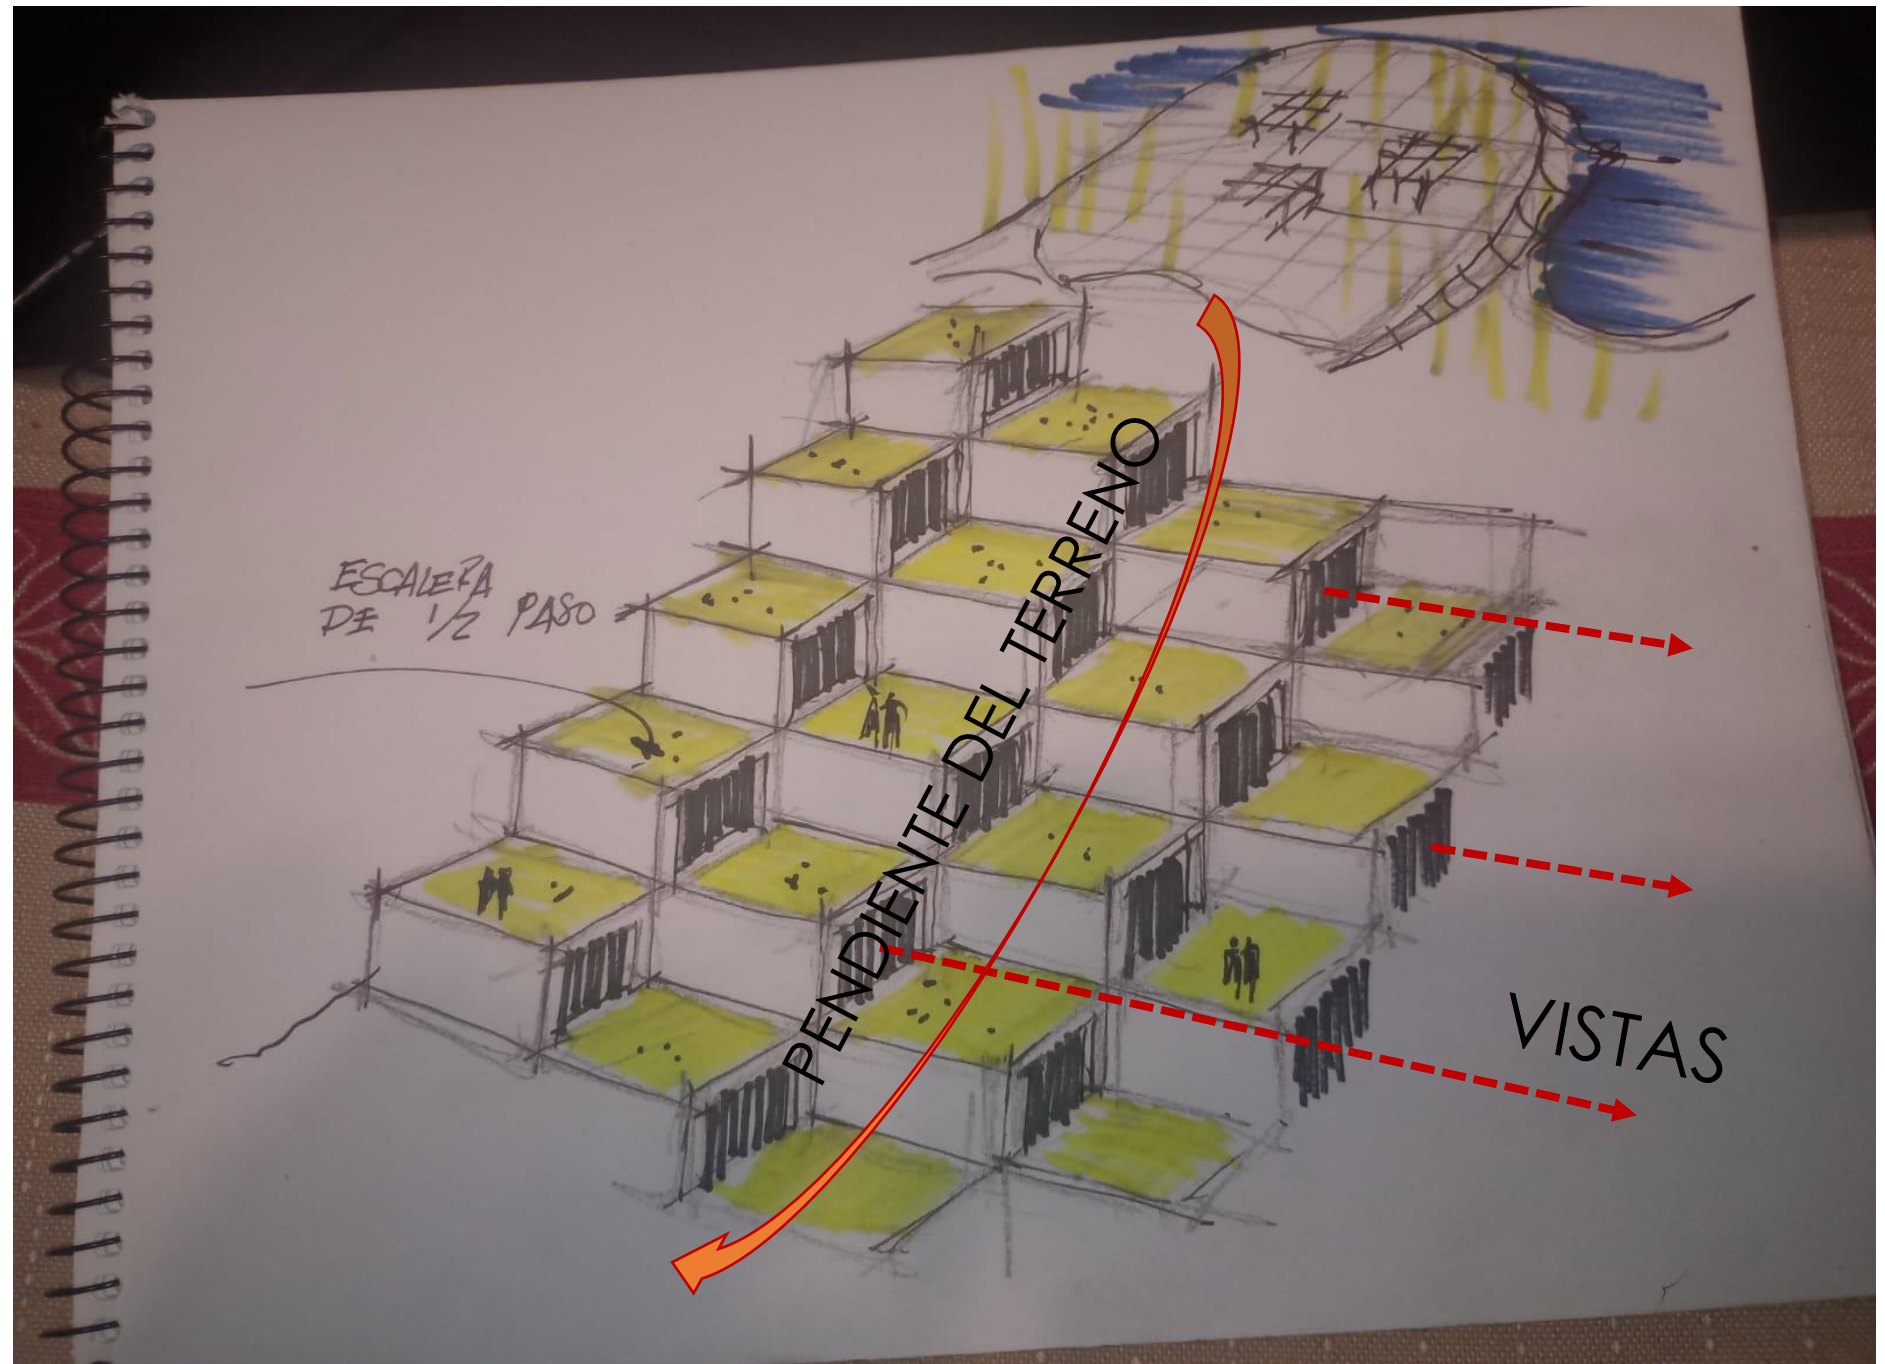 ESCALERA
DE 1/2 PASO
PENDIENTE DEL TERRENO
VISTAS